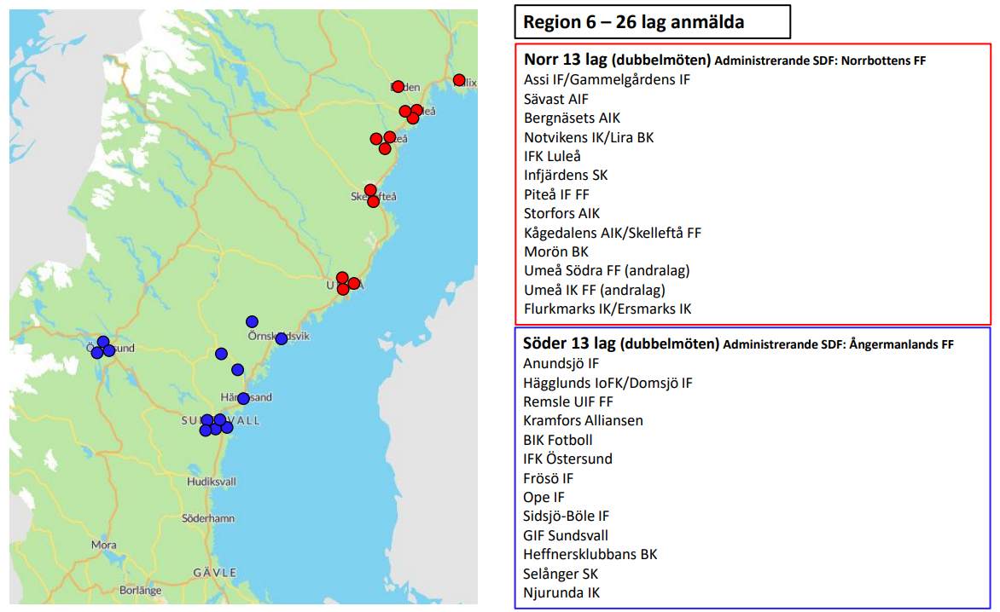 Region 6 – 26 lag anmälda
Norr 13 lag (dubbelmöten) Administrerande SDF: Norrbottens FF
Assi IF/Gammelgårdens IF
Sävast AIF
Bergnäsets AIK
Notvikens IK/Lira BK
IFK Luleå
Infjärdens SK
Piteå IF FF
Storfors AIK
Kågedalens AIK/Skelleftå FF
Morön BK
Umeå Södra FF (andralag)
Umeå IK FF (andralag)
Flurkmarks IK/Ersmarks IK
Söder 13 lag (dubbelmöten) Administrerande SDF: Ångermanlands FF
Anundsjö IF
Hägglunds IoFK/Domsjö IF
Remsle UIF FF
Kramfors Alliansen
BIK Fotboll
IFK Östersund
Frösö IF
Ope IF
Sidsjö-Böle IF
GIF Sundsvall
Heffnersklubbans BK
Selånger SK
Njurunda IK
Hudiksvall
Söderhamn
Mora
GÄVLE
Borlänge